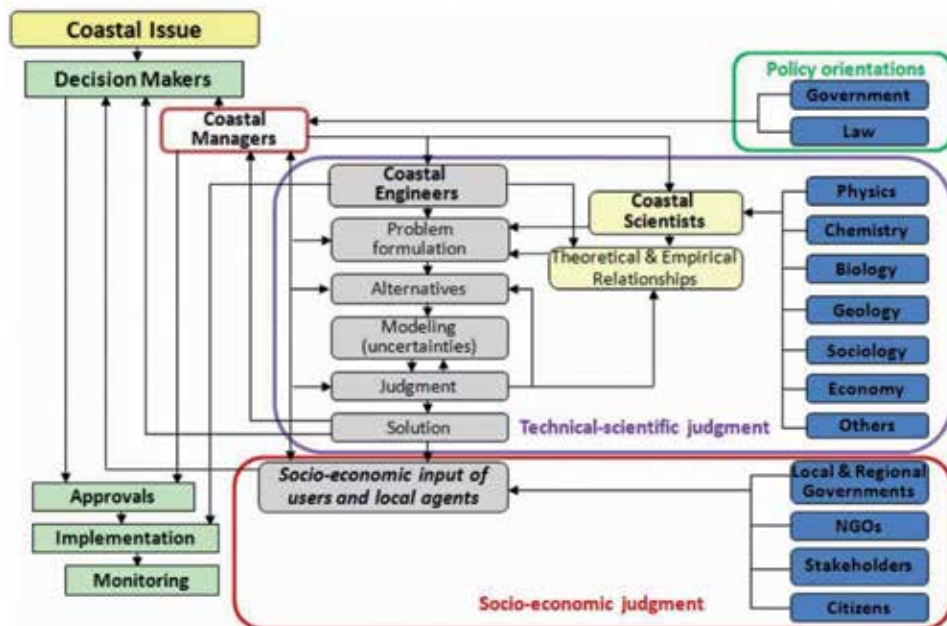 Coastal Issue
Decision Makers
Coastal
Managers
Policy orientations
Government
Law
Coastal
Engineers
Problem
formulation
Alternatives
Modeling
(uncertainties)
Judgment
Solution
Coastal
Scientists
Theoretical & Empirical
Relationships
Physics
Chemistry
Biology
Geology
Sociology
Economy
Others
Technical-scientific judgment
Socio-economic input of
users and local agents
Approvals
Implementation
Monitoring
Local & Regional
Governments
NGOs
Stakeholders
Citizens
Socio-economic judgment